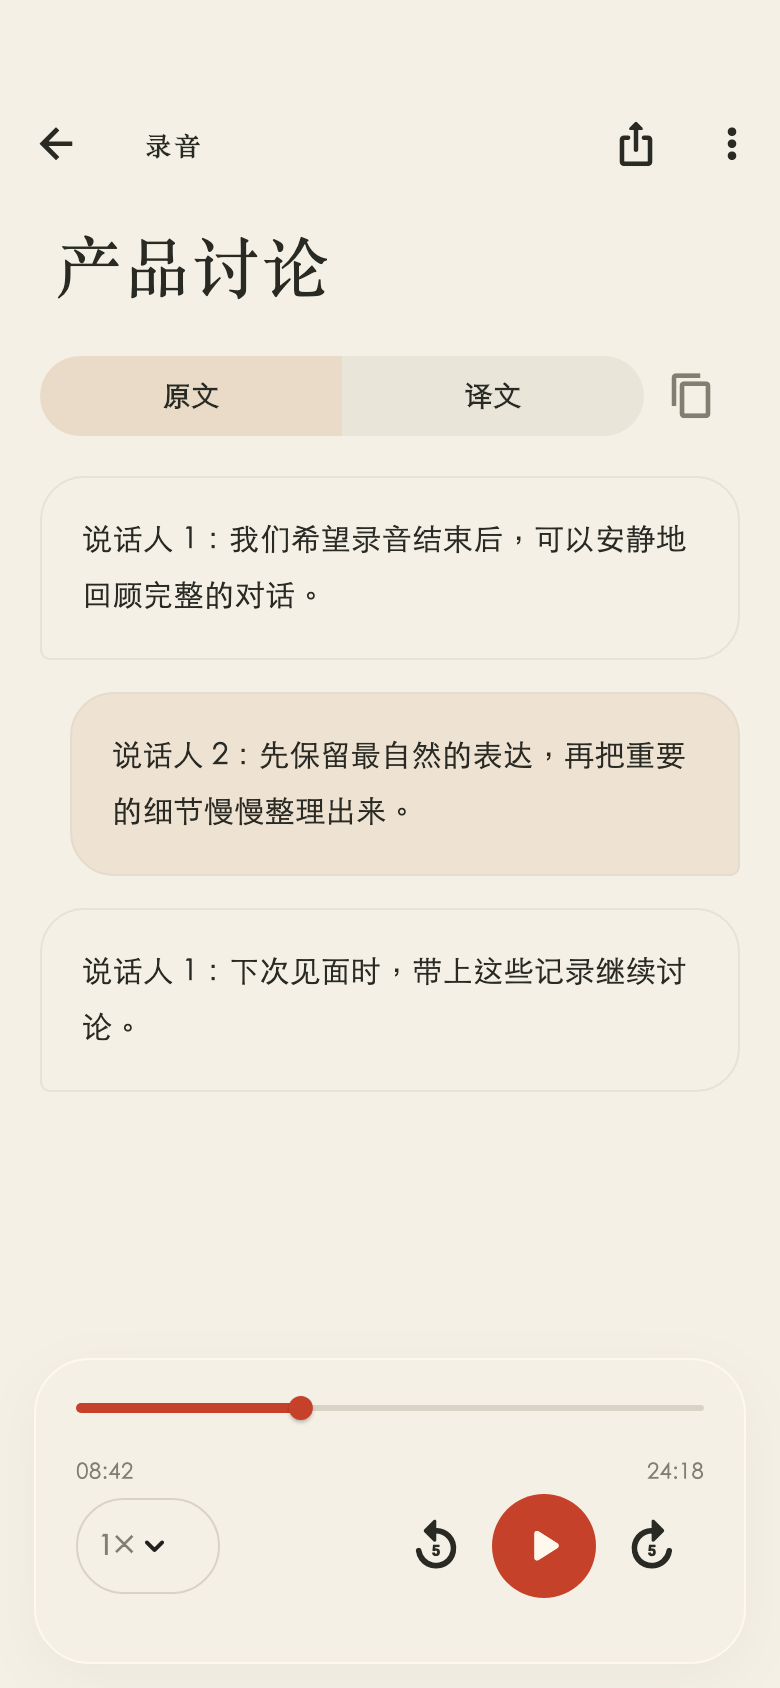 录音
产品讨论
原文
译文
说话人 1：我们希望录音结束后，可以安静地
回顾完整的对话。
说话人 2：先保留最自然的表达，再把重要
的细节慢慢整理出来。
说话人 1：下次见面时，带上这些记录继续讨
论。
08:42
24:18
1×
5
5